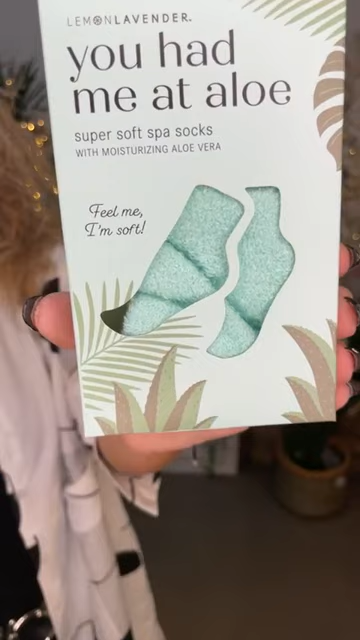 LEMONLAVENDER.
you had
me at aloe
super soft spa socks
WITH MOISTURIZING ALOE VERA
Feel me,
I'm soft!